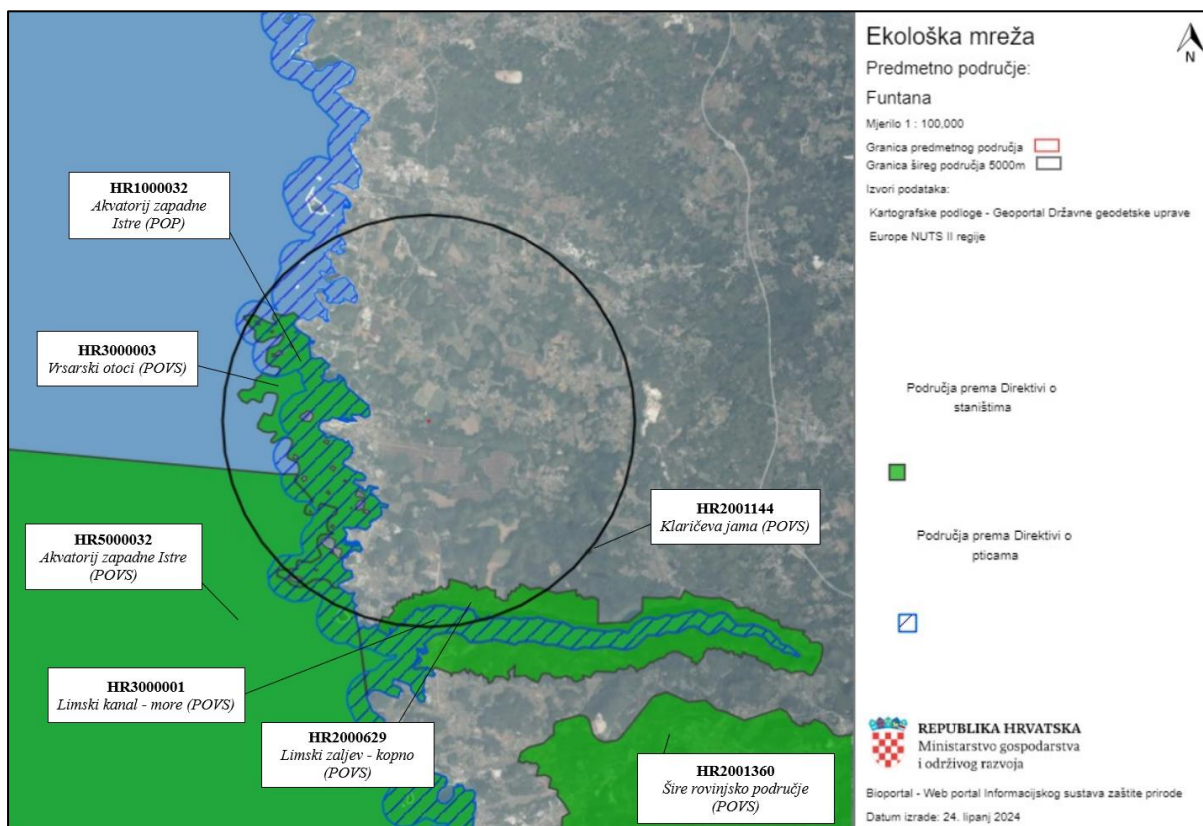 HR1000032
Akvatorij zapadne
Istre (POP)
HR3000003
Vrsarski otoci (POVS)
HR5000032
Akvatorij zapadne Istre
(POVS)
HR3000001
Limski kanal - more (POVS)
HR2000629
Limski zaljev - kopno
(POVS)
HR2001144
Klaričeva jama (POVS)
HR2001360
Šire rovinjsko područje
(POVS)
Ekološka mreža
N
Predmetno područje:
Funtana
Mjerilo 1 : 100,000
Granica predmetnog područja
Granica šireg područja 5000m
Izvori podataka:
Kartografske podloge - Geoportal Državne geodetske uprave
Europe NUTS II regije
Područja prema Direktivi o
staništima
Područja prema Direktivi o
pticama
REPUBLIKA HRVATSKA
Ministarstvo gospodarstva
i održivog razvoja
Bioportal - Web portal Informacijskog sustava zaštite prirode
Datum izrade: 24. lipanj 2024